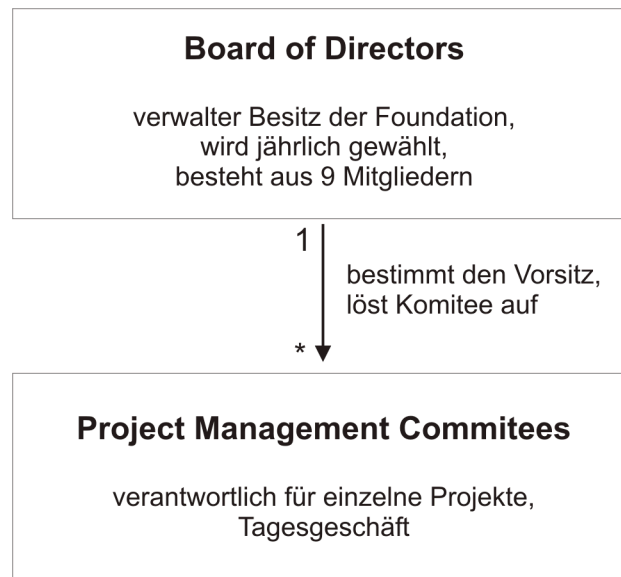 Board of Directors
verwalter Besitz der Foundation,
wird jährlich gewählt,
besteht aus 9 Mitgliedern
1
bestimmt den Vorsitz,
löst Komitee auf
*
Project Management Commitees
verantwortlich für einzelne Projekte,
Tagesgeschäft